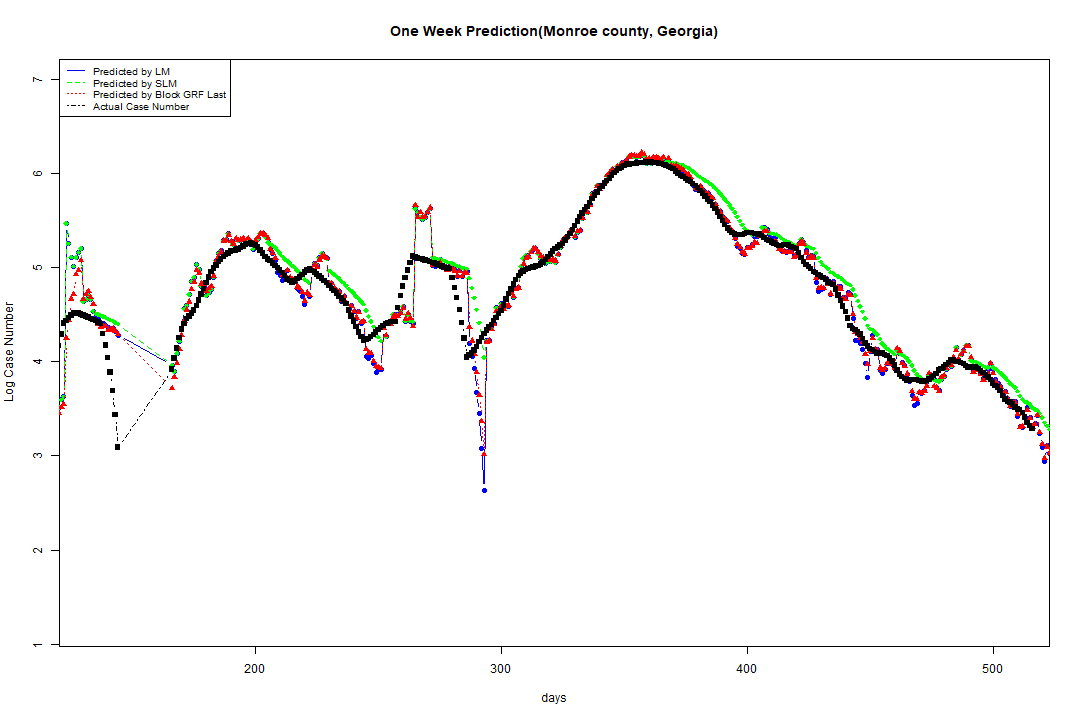 One Week Prediction(Monroe county, Georgia)
Predicted by LM
Predicted by SLM
Predicted by Block GRF Last
Actual Case Number
7
6
5
4
3
2
1
Log Case Number
200
300
400
500
days